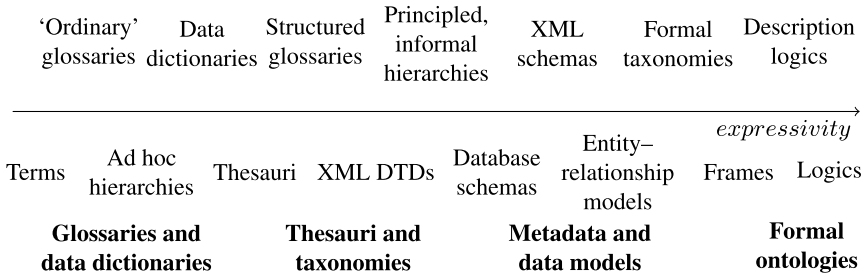 ‘Ordinary’ glossaries
Data dictionaries
Structured glossaries
Principled, informal hierarchies
XML schemas
Formal taxonomies
Description logics
expressivity
Terms
Ad hoc hierarchies
Thesauri
XML DTDs
Database schemas
Entity–relationship models
Frames
Logics
Glossaries and data dictionaries
Thesauri and taxonomies
Metadata and data models
Formal ontologies